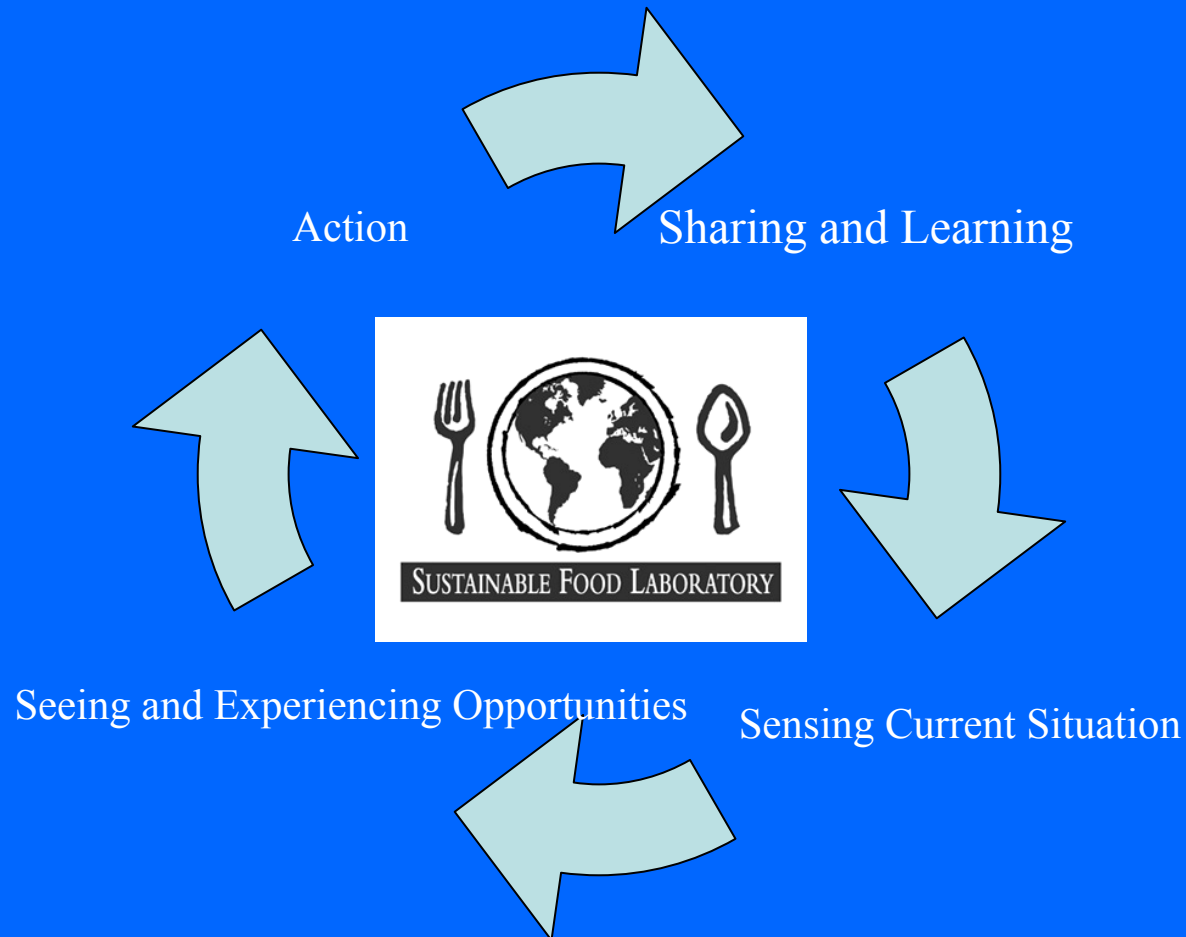 Action
Sharing and Learning
SUSTAINABLE FOOD LABORATORY
Seeing and Experiencing Opportunities
Sensing Current Situation